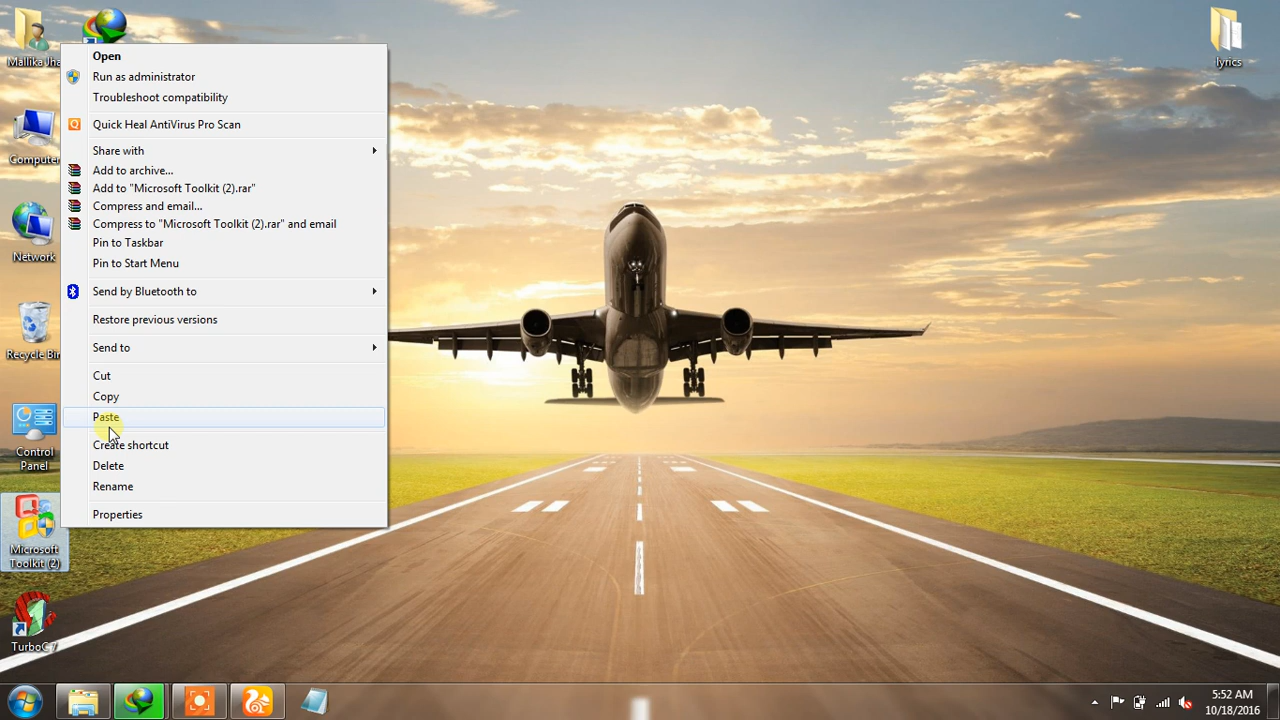 Mallika Jha
Computer
Network
Recycle Bin
Control
Panel
Microsoft
Toolkit (2)
TurboC7
Open
Run as administrator
Troubleshoot compatibility
Quick Heal AntiVirus Pro Scan
Share with
Add to archive...
Add to "Microsoft Toolkit (2).rar"
Compress and email...
Compress to "Microsoft Toolkit (2).rar" and email
Pin to Taskbar
Pin to Start Menu
Send by Bluetooth to
Restore previous versions
Send to
Cut
Copy
Paste
Create shortcut
Delete
Rename
Properties
lyrics
5:52 AM
10/18/2016